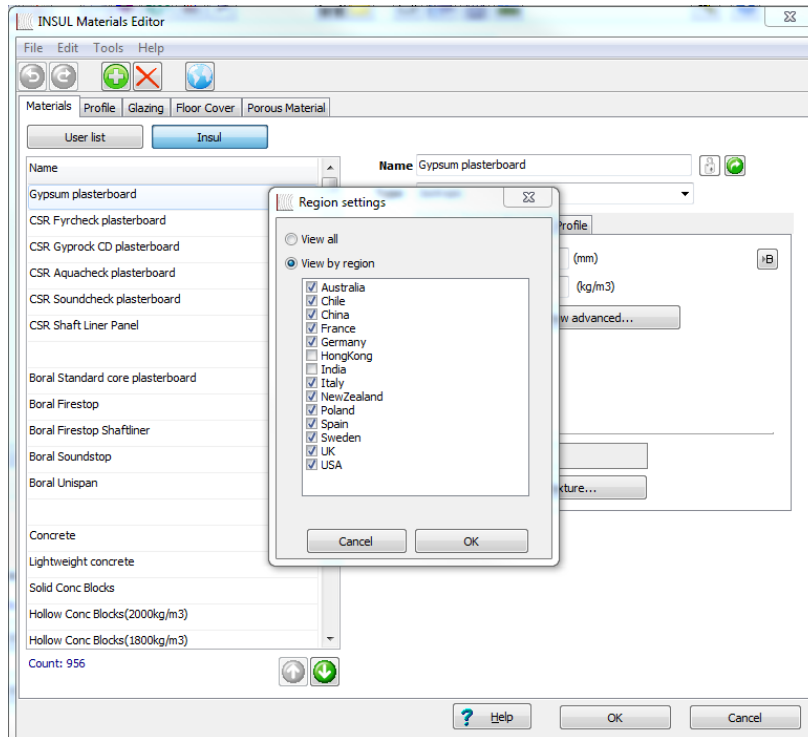 INSUL Materials Editor
File Edit Tools Help
Materials Profile Glazing Floor Cover Porous Material
User list Insul
Name
Gypsum plasterboard
CSR Fyrcheck plasterboard
CSR Gyprock CD plasterboard
CSR Aquacheck plasterboard
CSR Soundcheck plasterboard
CSR Shaft Liner Panel
Boral Standard core plasterboard
Boral Firestop
Boral Firestop Shaftliner
Boral Soundstop
Boral Unispan
Concrete
Lightweight concrete
Solid Conc Blocks
Hollow Conc Blocks(2000kg/m3)
Hollow Conc Blocks(1800kg/m3)
Count: 956
Name Gypsum plasterboard
Profile
(mm)
B
(kg/m3)
w advanced...
xture...
Region settings
View all
View by region
Australia
Chile
China
France
Germany
HongKong
India
Italy
NewZealand
Poland
Spain
Sweden
UK
USA
Cancel OK
? Help OK Cancel